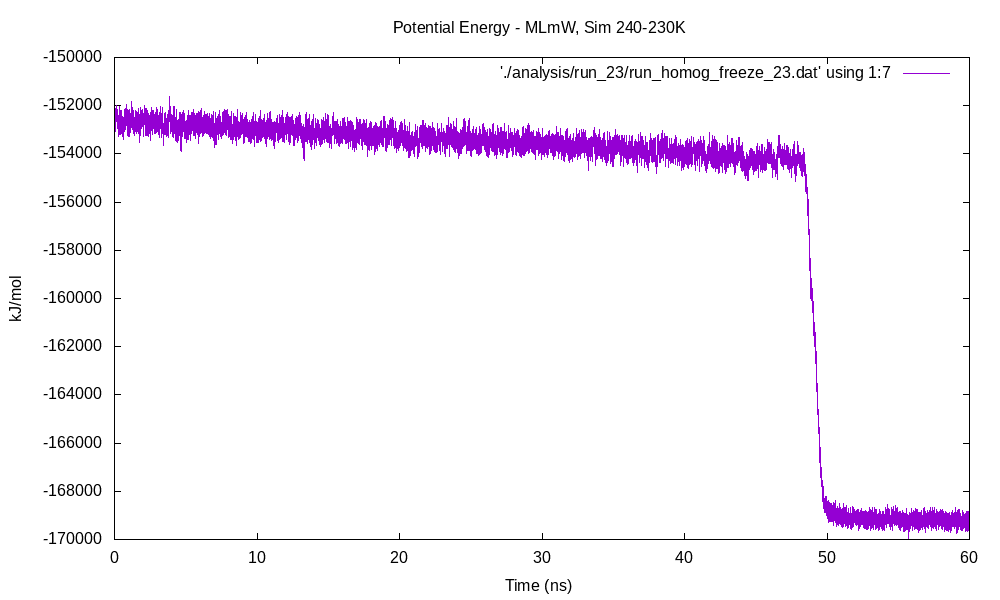 Potential Energy - MLmW, Sim 240-230K
'./analysis/run_23/run_homog_freeze_23.dat' using 1:7
-150000
-152000
-154000
-156000
-158000
-160000
-162000
-164000
-166000
-168000
-170000
kJ/mol
0 10 20 30 40 50 60
Time (ns)